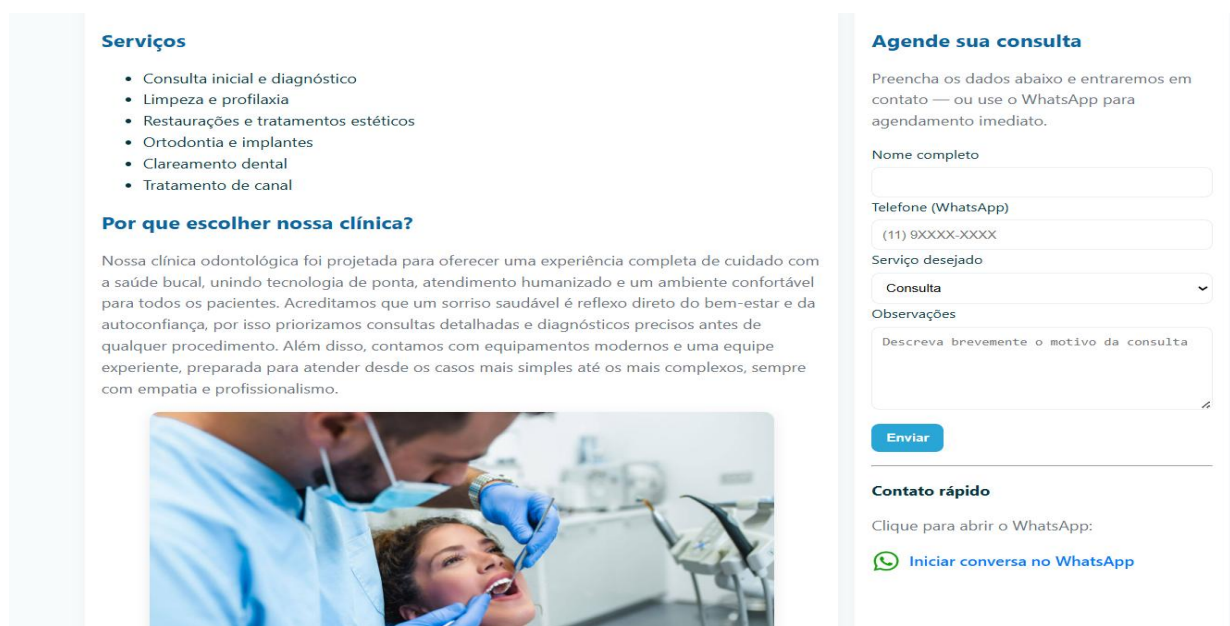 Serviços
Consulta inicial e diagnóstico
Limpeza e profilaxia
Restaurações e tratamentos estéticos
Ortodontia e implantes
Clareamento dental
Tratamento de canal
Por que escolher nossa clínica?
Nossa clínica odontológica foi projetada para oferecer uma experiência completa de cuidado com
a saúde bucal, unindo tecnologia de ponta, atendimento humanizado e um ambiente confortável
para todos os pacientes. Acreditamos que um sorriso saudável é reflexo direto do bem-estar e da
autoconfiança, por isso priorizamos consultas detalhadas e diagnósticos precisos antes de
qualquer procedimento. Além disso, contamos com equipamentos modernos e uma equipe
experiente, preparada para atender desde os casos mais simples até os mais complexos, sempre
com empatia e profissionalismo.
Agende sua consulta
Preencha os dados abaixo e entraremos em
contato — ou use o WhatsApp para
agendamento imediato.
Nome completo
Telefone (WhatsApp)
(11) 9XXXX-XXXX
Serviço desejado
Consulta
Observações
Descreva brevemente o motivo da consulta
Enviar
Contato rápido
Clique para abrir o WhatsApp:
Iniciar conversa no WhatsApp